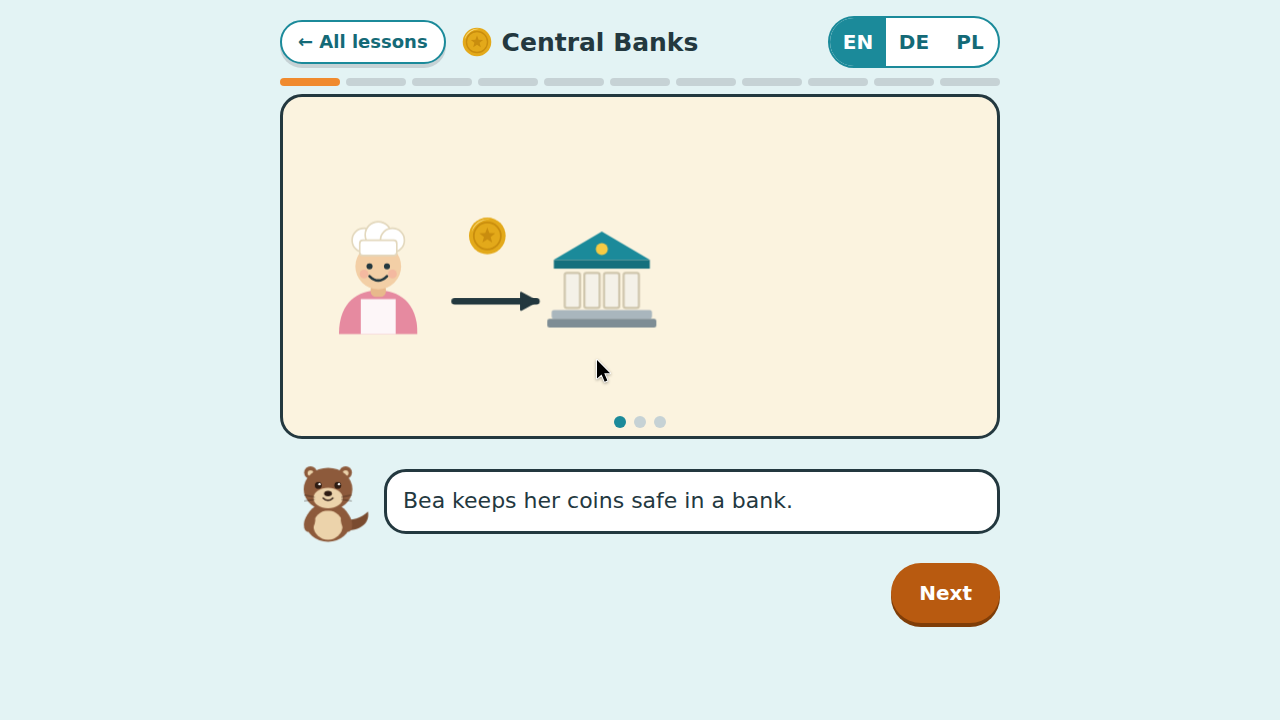 ← All lessons
Central Banks
EN DE PL
Bea keeps her coins safe in a bank.
Next